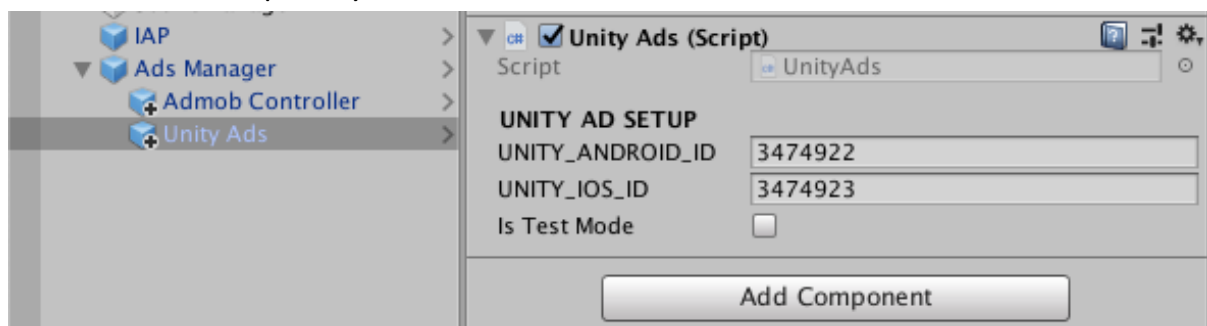 IAP
Ads Manager
Admob Controller
Unity Ads
Unity Ads (Script)
Script UnityAds
UNITY AD SETUP
UNITY_ANDROID_ID 3474922
UNITY_IOS_ID 3474923
Is Test Mode
Add Component